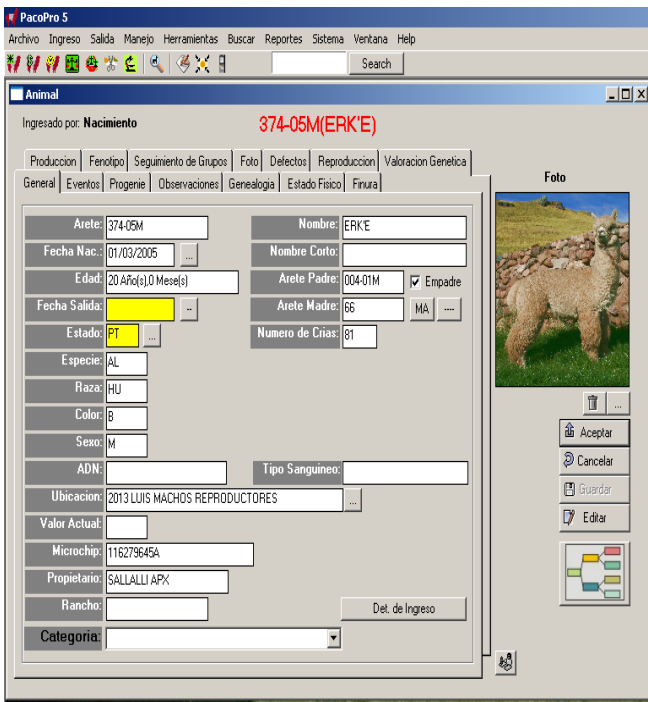 PacoPro 5
Archivo Ingreso Salida Manejo Herramientas Buscar Reportes Sistema Ventana Help
Search
Animal
Ingresado por: Nacimiento 374-05M(ERK'E)
Produccion Fenotipo Seguimiento de Grupos Foto Defectos Reproduccion Valoracion Genetica
General Eventos Progenie Observaciones Genealogia Estado Fisico Finura
Foto
Arete: 374-05M Nombre: ERK'E
Fecha Nac.: 01/03/2005 ... Nombre Corto:
Edad: 20 Año(s),0 Mese(s) Arete Padre: 004-01M Empadre
Fecha Salida: -- Arete Madre: 66 MA ----
Estado: PT ... Numero de Crias: 81
Especie: AL
Raza: HU
Color: B
Sexo: M
ADN: Tipo Sanguineo:
Ubicacion: 2013 LUIS MACHOS REPRODUCTORES ...
Valor Actual:
Microchip: 116279645A
Propietario: SALLALLI APX
Rancho: Det. de Ingreso
Categoria:
...
Aceptar
Cancelar
Guardar
Editar